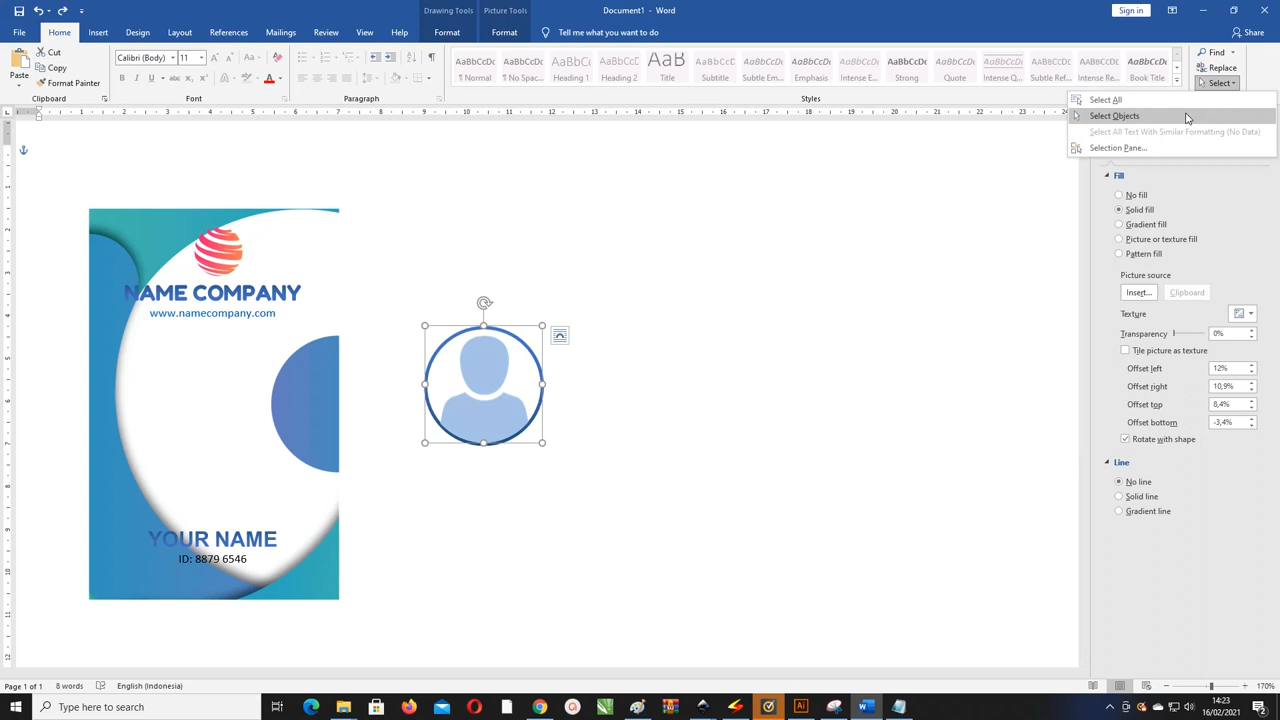 Drawing Tools Picture Tools Document1 - Word Sign in
File Home Insert Design Layout References Mailings Review View Help Format Format Tell me what you want to do Share
Paste Cut Copy Format Painter
Clipboard
Calibri (Body) 11
Font
Paragraph
AaBbCcDc AaBbCcDc
¶ Normal ¶ No Spac... Heading 1 Heading 2 Title Subtitle Subtle Em... Emphasis Intense E... Strong Quote Intense Q... Subtle Ref... Intense Re... Book Title
Styles
Find
Replace
Select
Select All
Select Objects
Select All Text With Similar Formatting (No Data)
Selection Pane...
Fill
No fill
Solid fill
Gradient fill
Picture or texture fill
Pattern fill
Picture source
Insert... Clipboard
Texture
Transparency 0%
Tile picture as texture
Offset left 12%
Offset right 10,9%
Offset top 8,4%
Offset bottom -3,4%
Rotate with shape
Line
No line
Solid line
Gradient line
NAME COMPANY
www.namecompany.com
YOUR NAME
ID: 8879 6546
Page 1 of 1 8 words English (Indonesia) 170%
Type here to search
14:23
16/02/2021